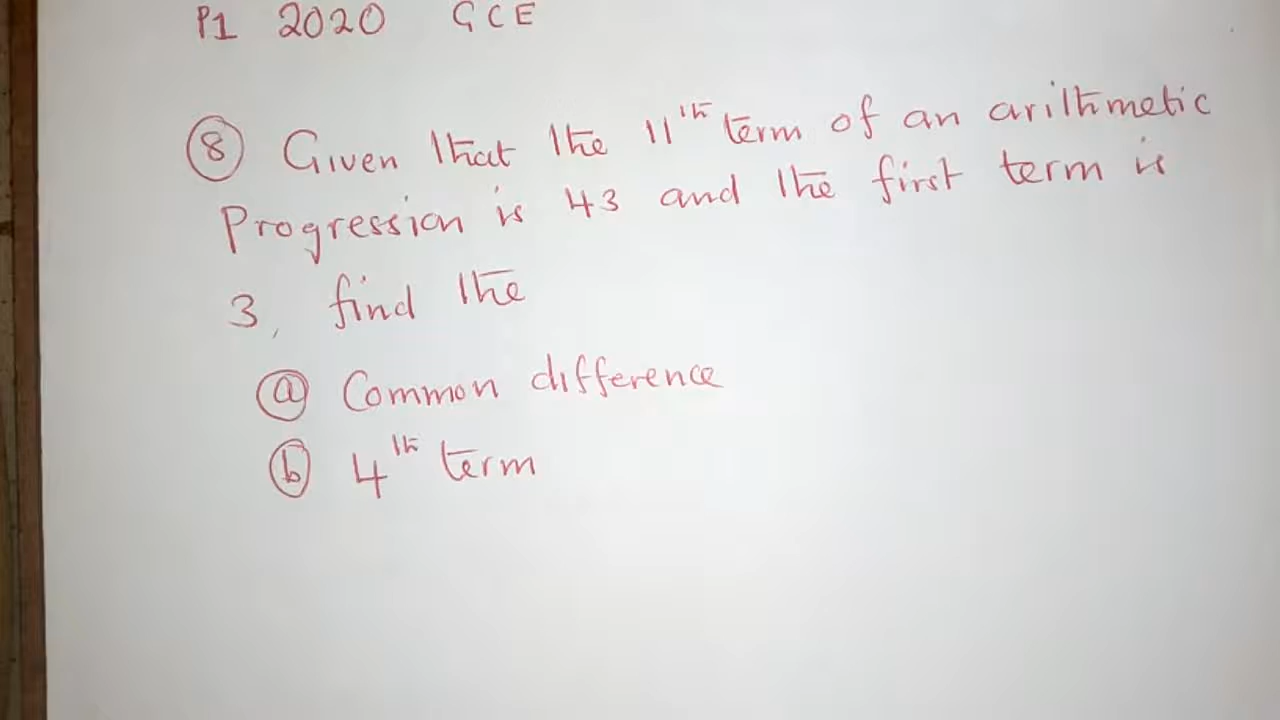 P1 2020 GCE
⑧ Given that the 11th term of an arithmetic
Progression is 43 and the first term is
3, find the
ⓐ Common difference
ⓑ 4th term